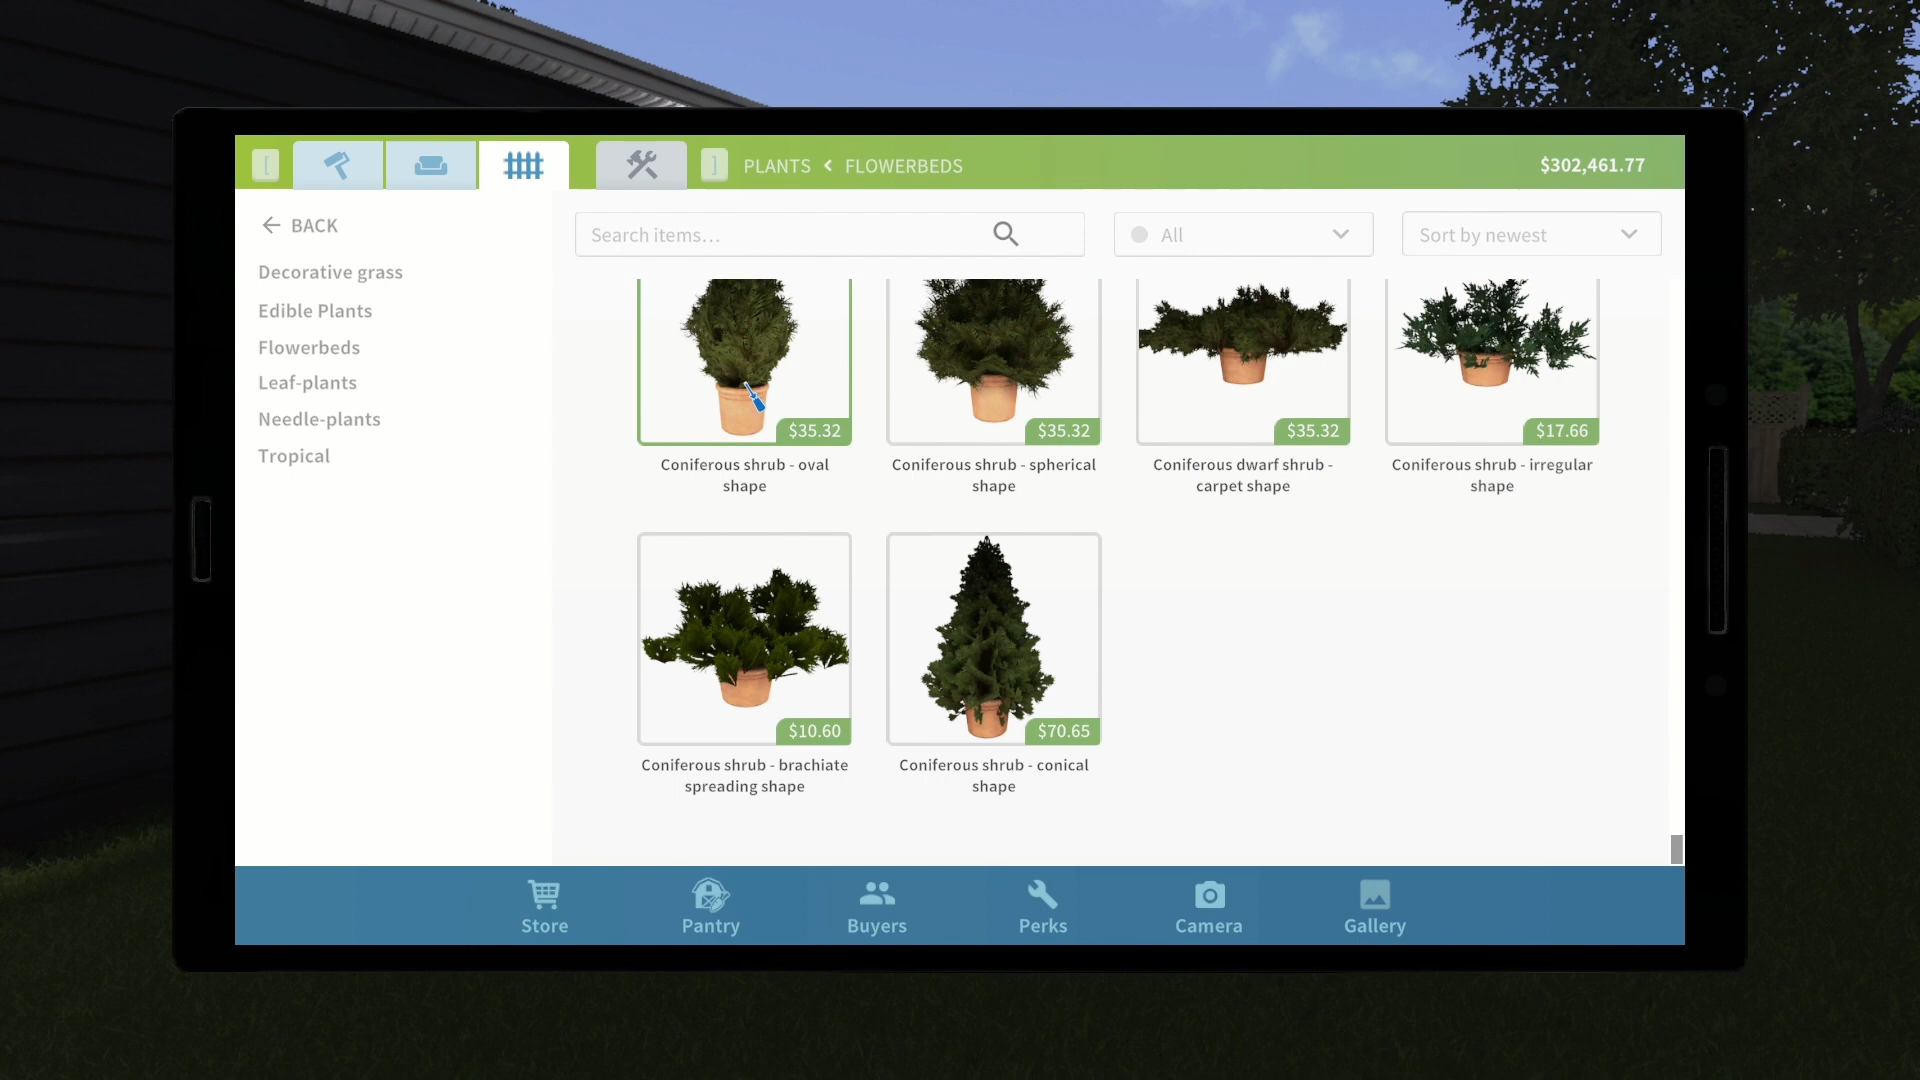 [
]
PLANTS < FLOWERBEDS
$302,461.77
← BACK
Decorative grass
Edible Plants
Flowerbeds
Leaf-plants
Needle-plants
Tropical
Search items...
All
Sort by newest
$35.32
$35.32
$35.32
$17.66
Coniferous shrub - oval
shape
Coniferous shrub - spherical
shape
Coniferous dwarf shrub -
carpet shape
Coniferous shrub - irregular
shape
$10.60
$70.65
Coniferous shrub - brachiate
spreading shape
Coniferous shrub - conical
shape
Store
Pantry
Buyers
Perks
Camera
Gallery